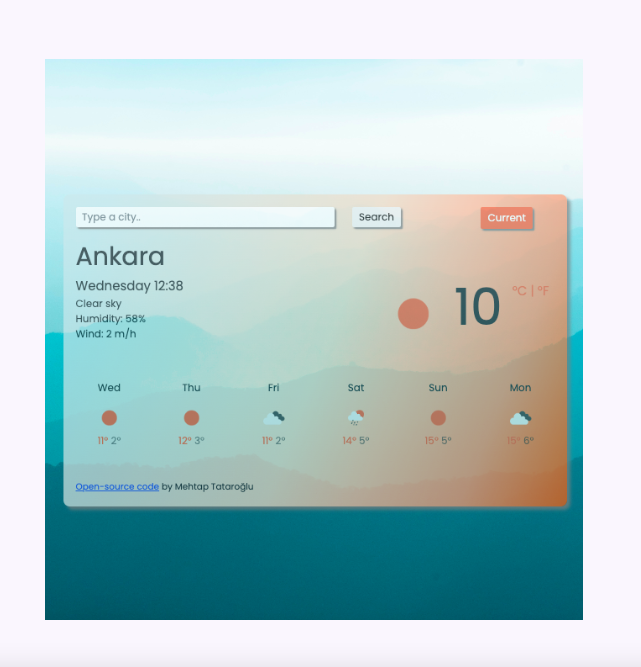 Type a city..
Search
Current
Ankara
Wednesday 12:38
Clear sky
Humidity: 58%
Wind: 2 m/h
10 °C | °F
Wed Thu Fri Sat Sun Mon
11° 2° 12° 3° 11° 2° 14° 5° 15° 5° 15° 6°
Open-source code by Mehtap Tataroğlu